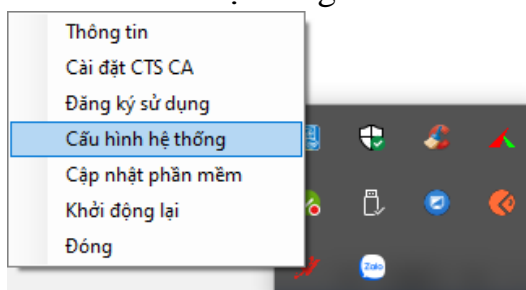 Thông tin
Cài đặt CTS CA
Đăng ký sử dụng
Cấu hình hệ thống
Cập nhật phần mềm
Khởi động lại
Đóng
Zalo